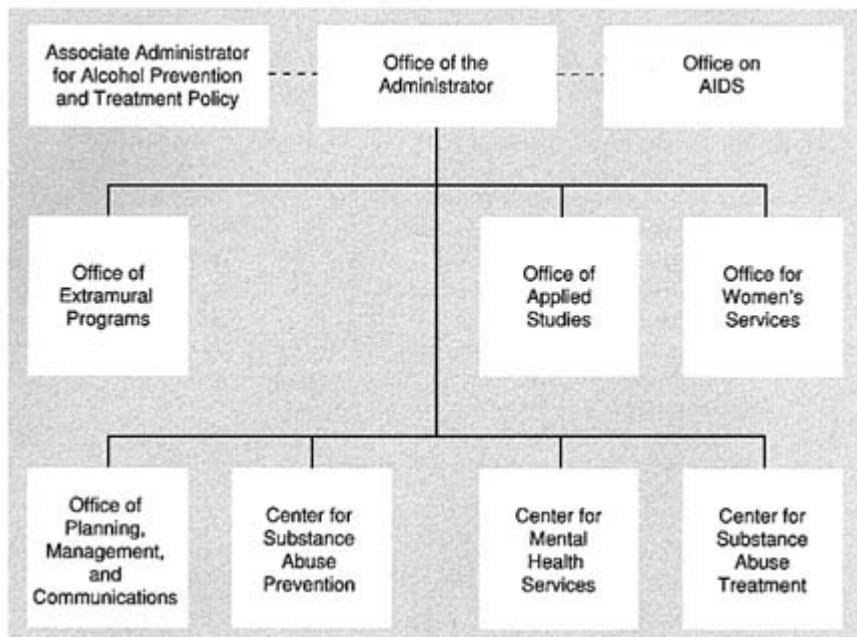 Associate Administrator
for Alcohol Prevention
and Treatment Policy
Office of the
Administrator
Office on
AIDS
Office of
Extramural
Programs
Office of
Applied
Studies
Office for
Women's
Services
Office of
Planning,
Management,
and
Communications
Center for
Substance
Abuse
Prevention
Center for
Mental
Health
Services
Center for
Substance
Abuse
Treatment